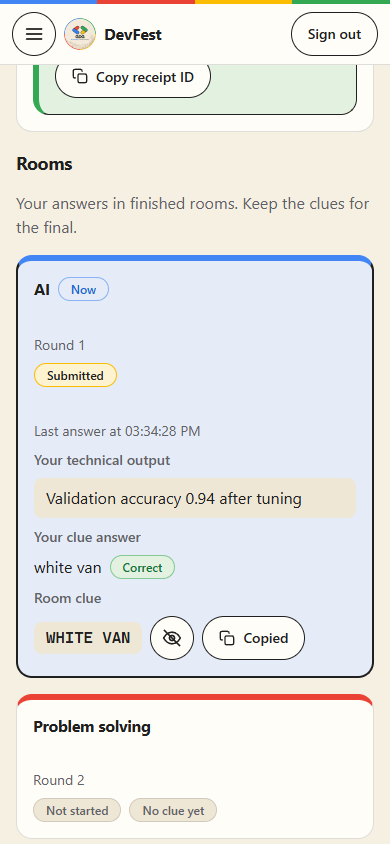 DevFest
Sign out
Copy receipt ID
Rooms
Your answers in finished rooms. Keep the clues for
the final.
AI
Now
Round 1
Submitted
Last answer at 03:34:28 PM
Your technical output
Validation accuracy 0.94 after tuning
Your clue answer
white van
Correct
Room clue
WHITE VAN
Copied
Problem solving
Round 2
Not started
No clue yet